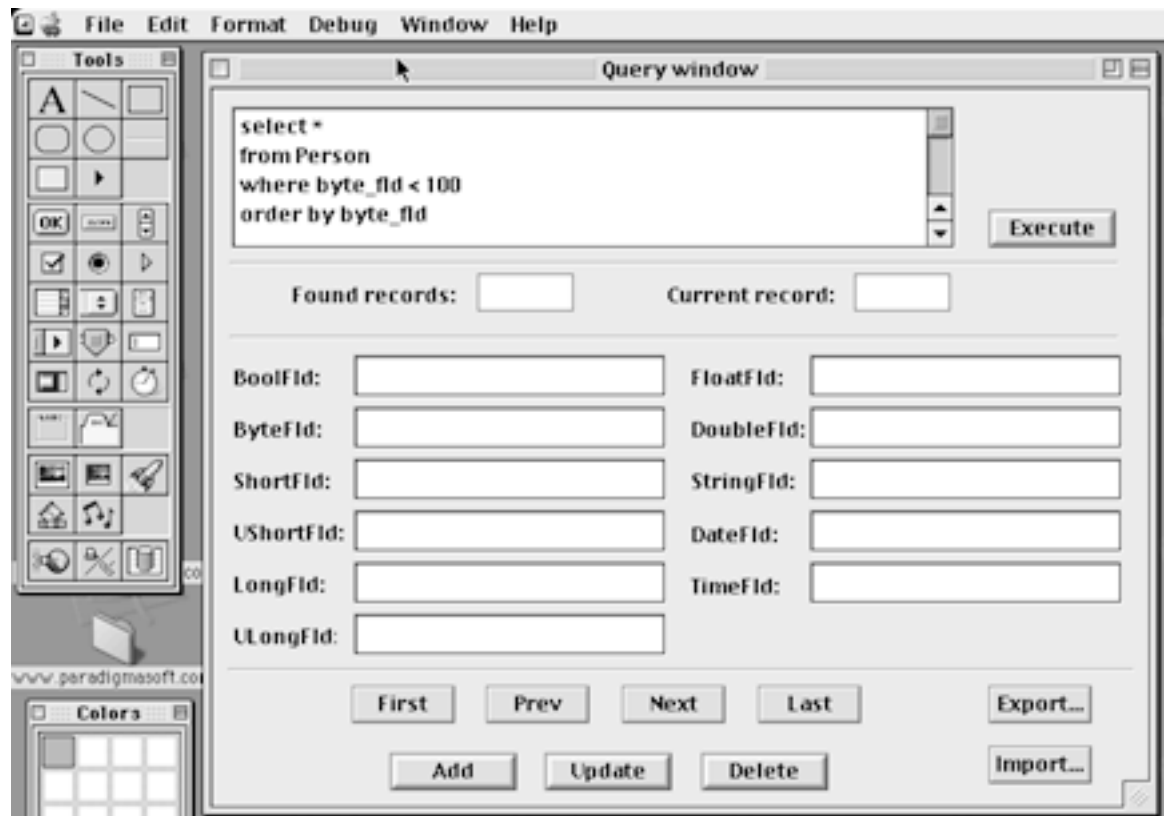 File Edit Format Debug Window Help
Tools
A
OK
Query window
select *
from Person
where byte_fld < 100
order by byte_fld
Execute
Found records:
Current record:
BoolFld:
FloatFld:
ByteFld:
DoubleFld:
ShortFld:
StringFld:
UShortFld:
DateFld:
LongFld:
TimeFld:
ULongFld:
co
www.paradigmasoft.co
First Prev Next Last Export...
Colors
Add Update Delete Import...